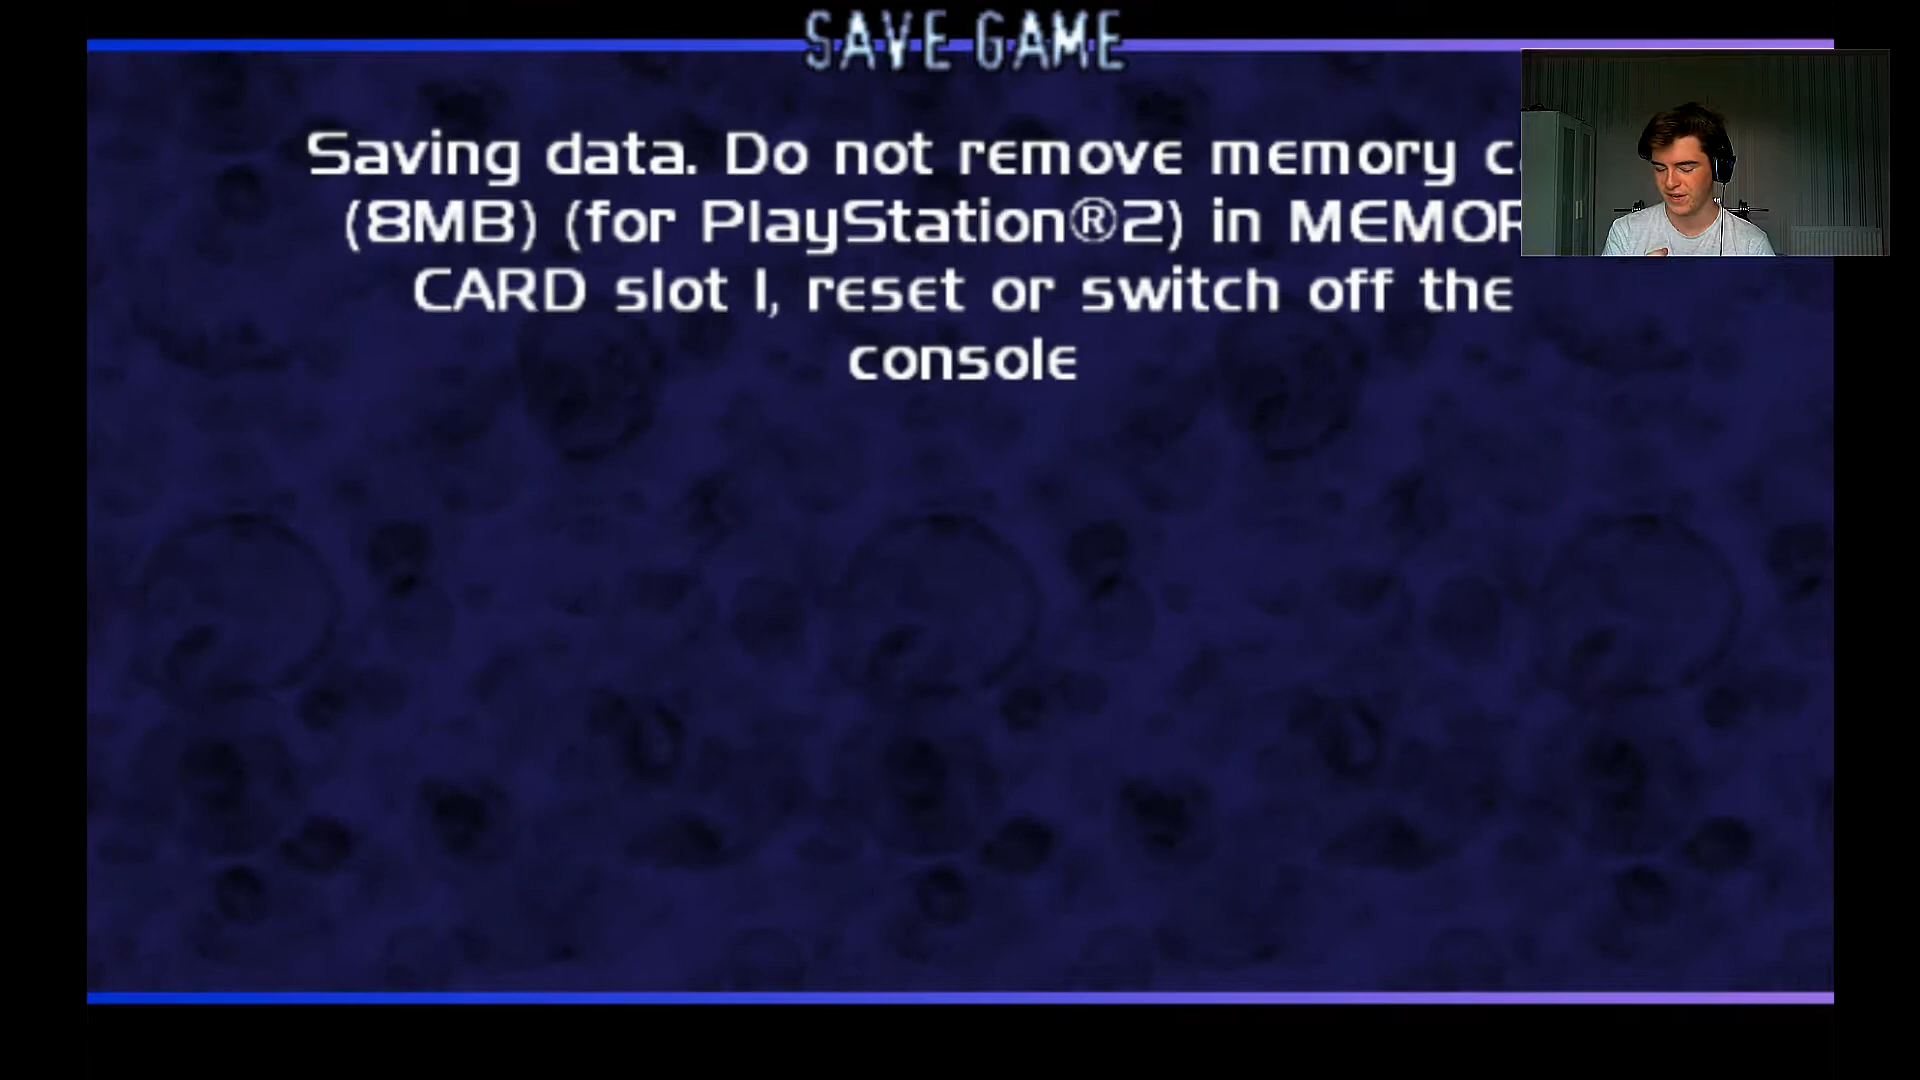 SAVE GAME
Saving data. Do not remove memory
(8MB) (for PlayStation®2) in
CARD slot 1, reset or switch off the
console